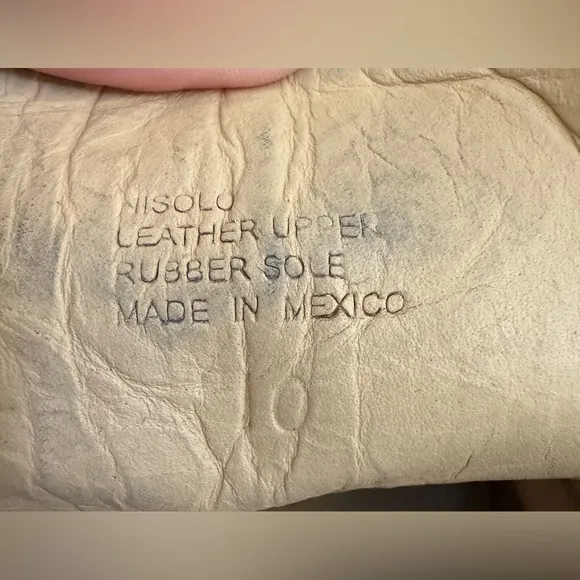 NISOLO
LEATHER UPPER
RUBBER SOLE
MADE IN MEXICO
10